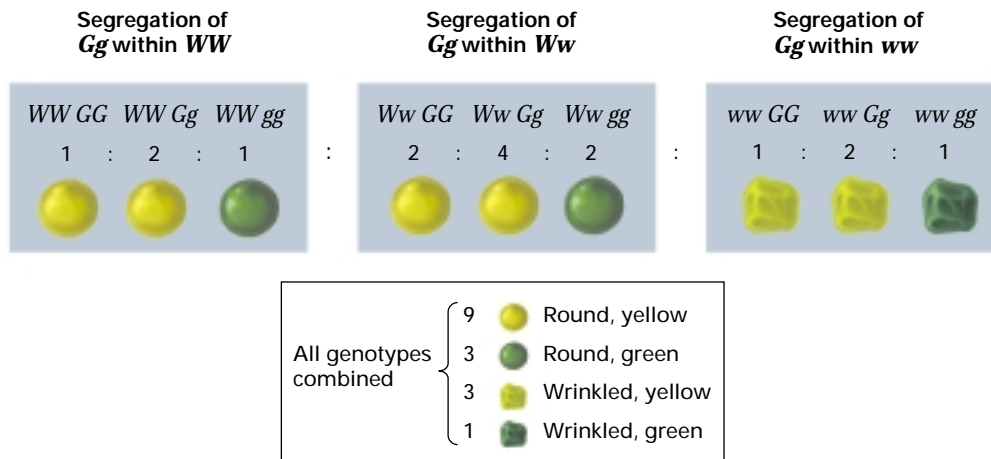 Segregation of
Gg within WW
Segregation of
Gg within Ww
Segregation of
Gg within ww
WW GG WW Gg WW gg
1 : 2 : 1
:
Ww GG Ww Gg Ww gg
2 : 4 : 2
:
ww GG ww Gg ww gg
1 : 2 : 1
All genotypes
combined
9 Round, yellow
3 Round, green
3 Wrinkled, yellow
1 Wrinkled, green